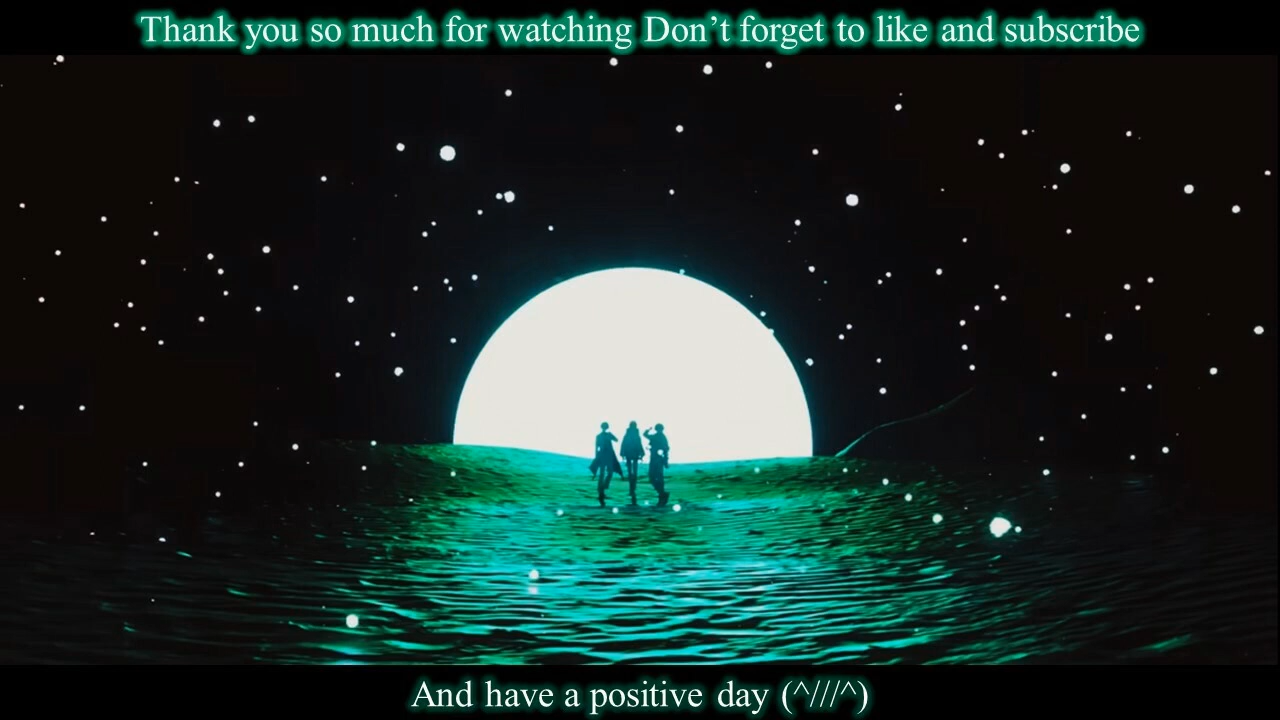 Thank you so much for watching Don’t forget to like and subscribe
And have a positive day (^///^)